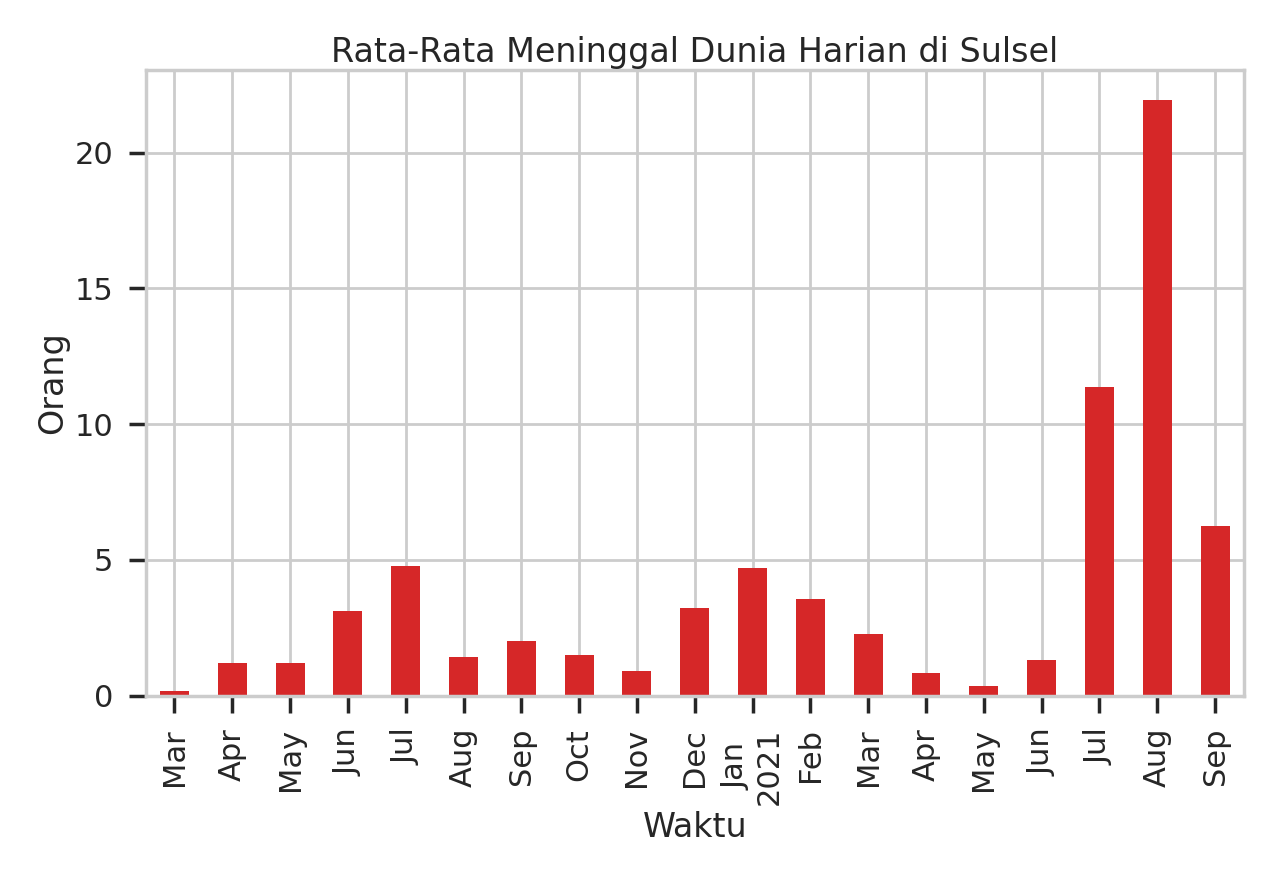 Rata-Rata Meninggal Dunia Harian di Sulsel
Orang
20
15
10
5
0
Mar
Apr
May
Jun
Jul
Aug
Sep
Oct
Nov
Dec
Jan
2021
Feb
Mar
Apr
May
Jun
Jul
Aug
Sep
Waktu